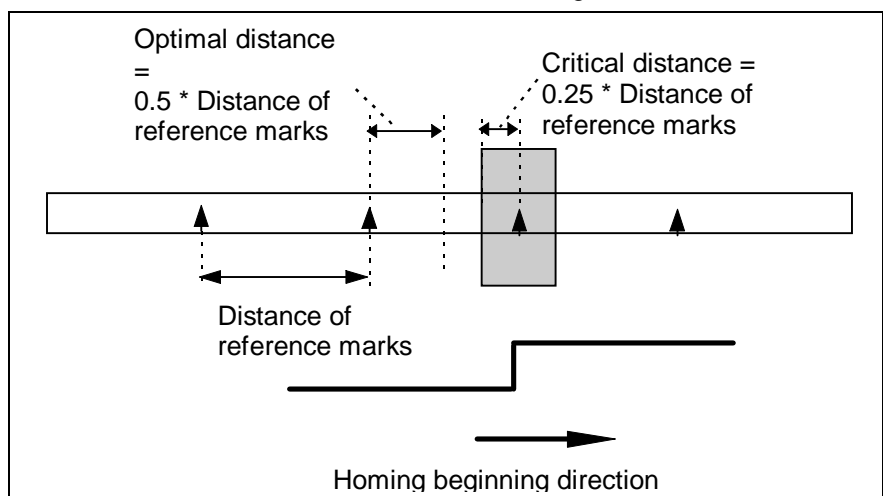 Optimal distance
=
0.5 * Distance of
reference marks
Critical distance =
0.25 * Distance of
reference marks
Distance of
reference marks
Homing beginning direction